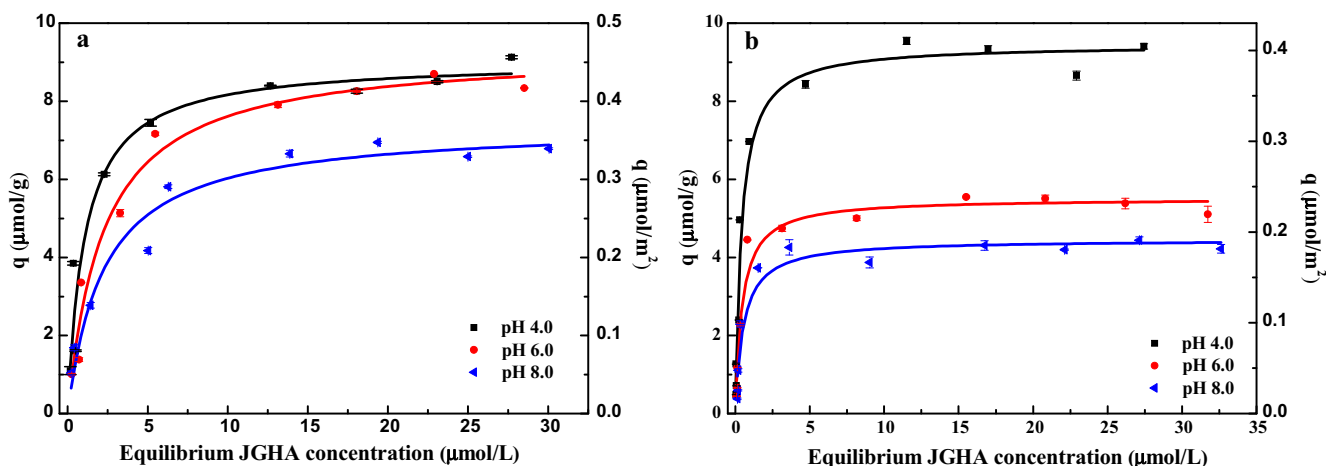 a
q (μmol/g)
10
8
6
4
2
0
0 5 10 15 20 25 30
Equilibrium JGHA concentration (μmol/L)
0.5
0.4
0.3
0.2
0.1
0.0
q (μmol/m²)
pH 4.0
pH 6.0
pH 8.0
b
q (μmol/g)
10
8
6
4
2
0
0 5 10 15 20 25 30 35
Equilibrium JGHA concentration (μmol/L)
0.4
0.3
0.2
0.1
0.0
q (μmol/m²)
pH 4.0
pH 6.0
pH 8.0